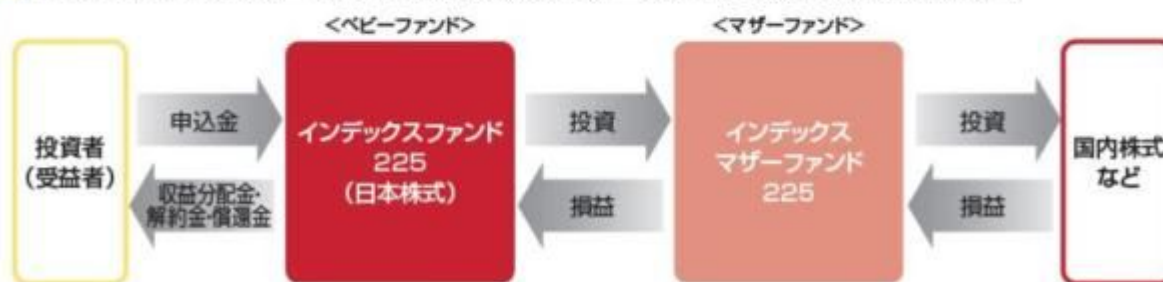 <ベビーファンド>
<マザーファンド>
投資者
(受益者)
申込金
収益分配金・
解約金・償還金
インデックスファンド
225
(日本株式)
投資
損益
インデックス
マザーファンド
225
投資
損益
国内株式
など